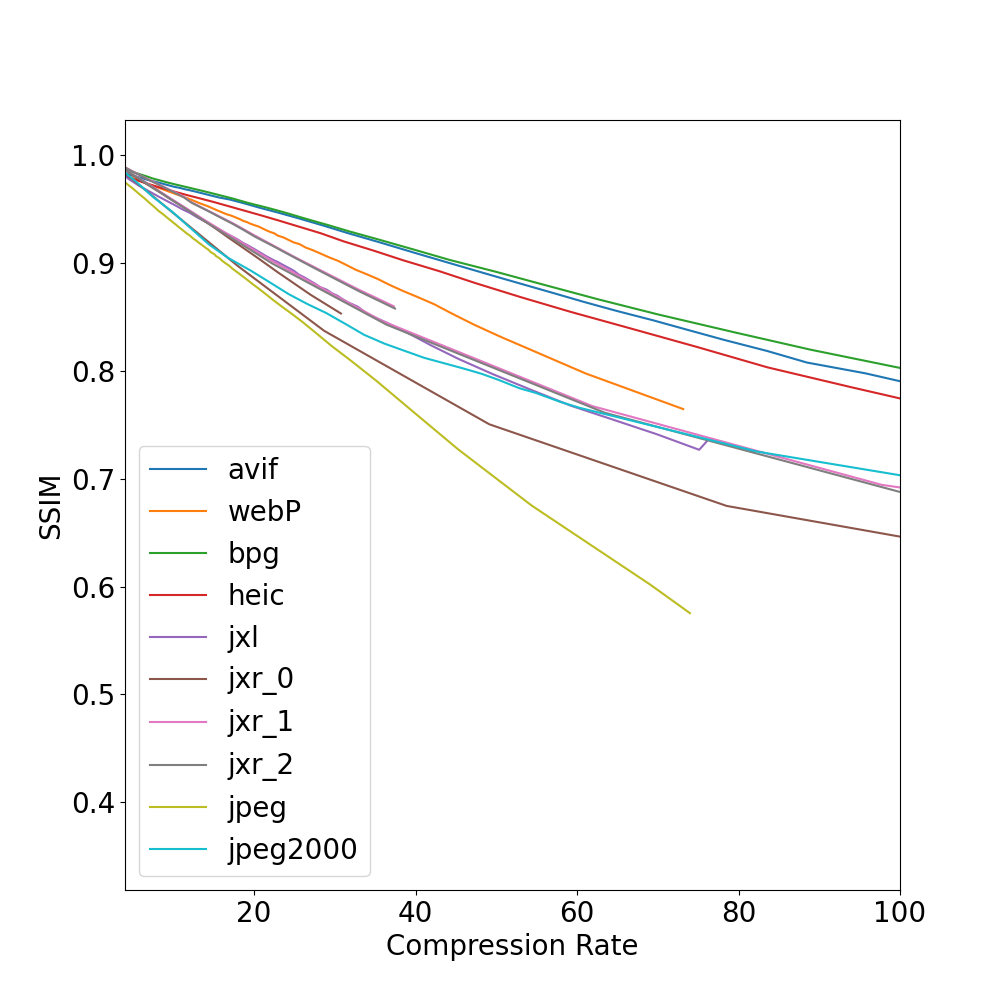 1.0
0.9
0.8
0.7
0.6
0.5
0.4
SSIM
avif
webP
bpg
heic
jxl
jxr_0
jxr_1
jxr_2
jpeg
jpeg2000
20 40 60 80 100
Compression Rate